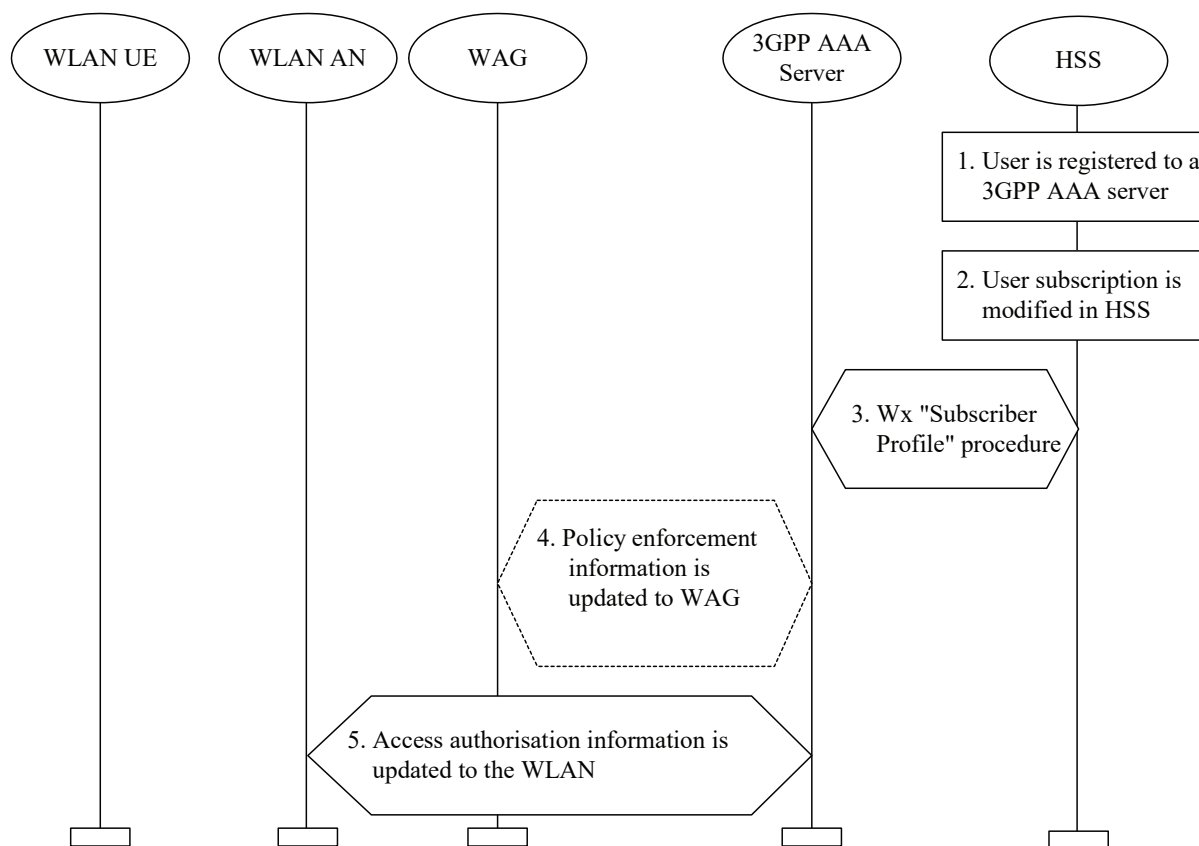 WLAN UE
WLAN AN
WAG
3GPP AAA
Server
HSS
1. User is registered to a
3GPP AAA server
2. User subscription is
modified in HSS
3. Wx "Subscriber
Profile" procedure
4. Policy enforcement
information is
updated to WAG
5. Access authorisation information is
updated to the WLAN